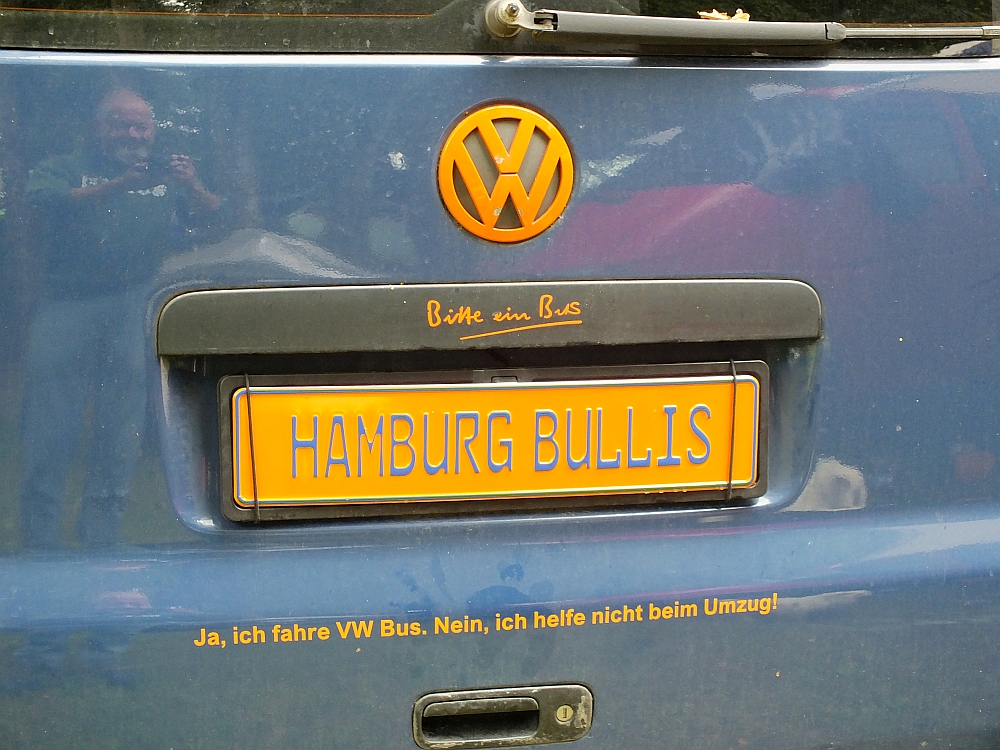 VW
Bitte ein Bus
HAMBURG BULLIS
Ja, ich fahre VW Bus. Nein, ich helfe nicht beim Umzug!